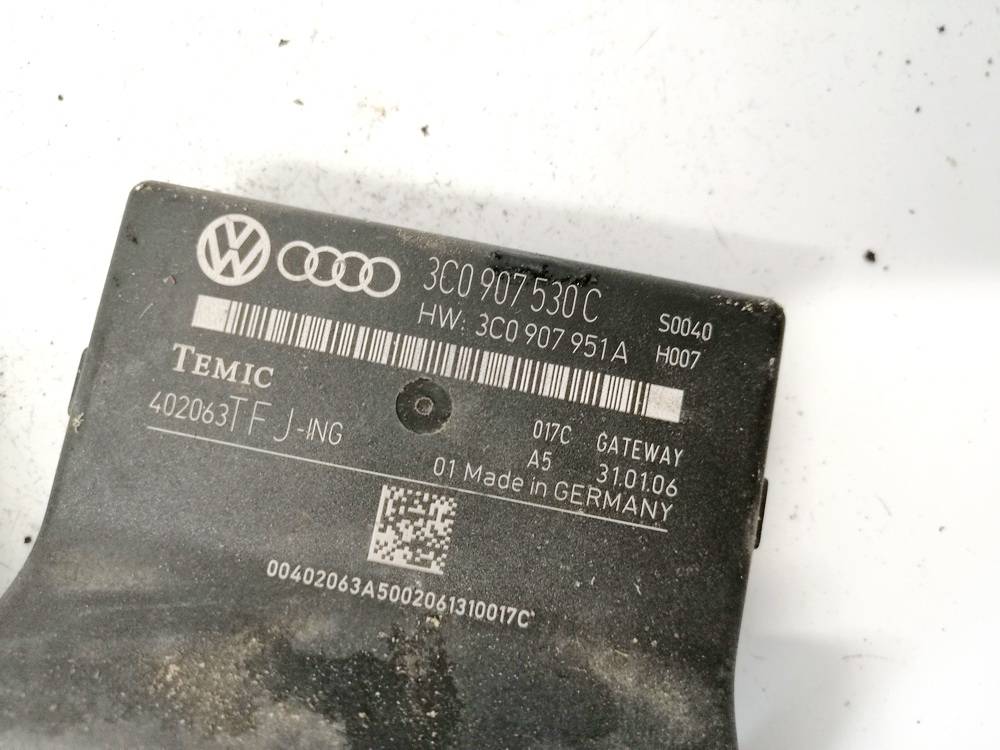 3C0 907 530 C
HW: 3C0 907 951 A
S0040
H007
TEMIC
402063TFJ-ING
017C GATEWAY
A5 31.01.06
01 Made in GERMANY
00402063A5002061310017C